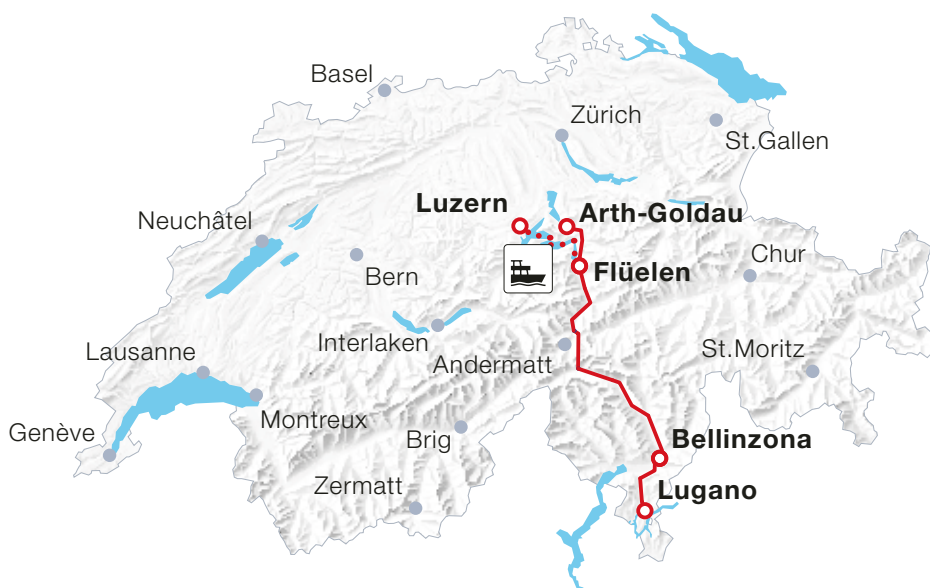 Basel
Zürich
St.Gallen
Luzern
Arth-Goldau
Neuchâtel
Bern
Flüelen
Chur
Interlaken
Lausanne
Andermatt
St.Moritz
Montreux
Genève
Brig
Bellinzona
Zermatt
Lugano